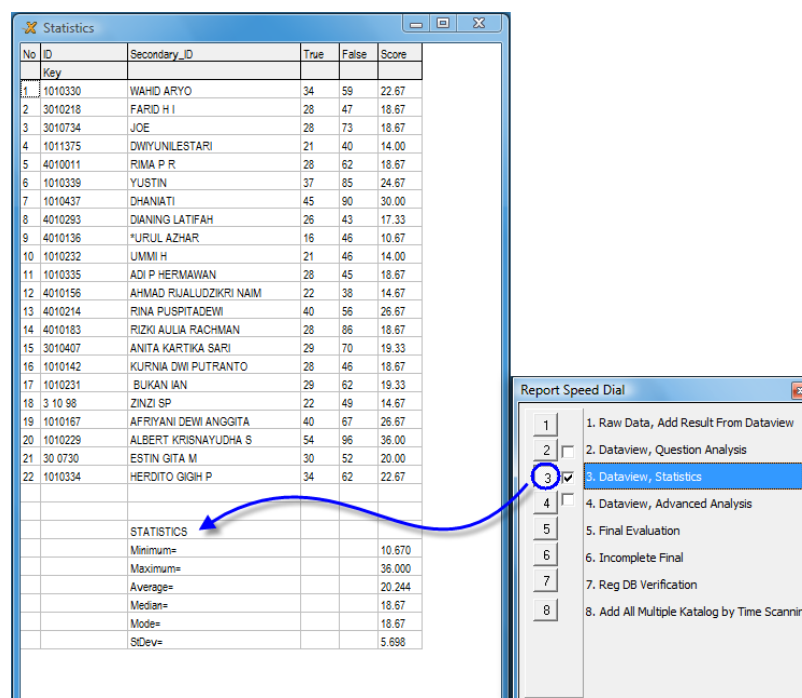 Statistics
No ID Secondary_ID True False Score
Key
1 1010330 WAHID ARYO 34 59 22.67
2 3010218 FARID H I 28 47 18.67
3 3010734 JOE 28 73 18.67
4 1011375 DWIYUNILESTARI 21 40 14.00
5 4010011 RIMA P R 28 62 18.67
6 1010339 YUSTIN 37 85 24.67
7 1010437 DHANIATI 45 90 30.00
8 4010293 DIANING LATIFAH 26 43 17.33
9 4010136 *URUL AZHAR 16 46 10.67
10 1010232 UMMI H 21 46 14.00
11 1010335 ADI P HERMAWAN 28 45 18.67
12 4010156 AHMAD RIJALUDZIKRI NAIM 22 38 14.67
13 4010214 RINA PUSPITADEWI 40 56 26.67
14 4010183 RIZKI AULIA RACHMAN 28 86 18.67
15 3010407 ANITA KARTIKA SARI 29 70 19.33
16 1010142 KURNIA DWI PUTRANTO 28 46 18.67
17 1010231 BUKAN IAN 29 62 19.33
18 3 10 98 ZINZI SP 22 49 14.67
19 1010167 AFRIYANI DEWI ANGGITA 40 67 26.67
20 1010229 ALBERT KRISNAYUDHA S 54 96 36.00
21 30 0730 ESTIN GITA M 30 52 20.00
22 1010334 HERDITO GIGIH P 34 62 22.67
STATISTICS
Minimum= 10.670
Maximum= 36.000
Average= 20.244
Median= 18.67
Mode= 18.67
StDev= 5.698
Report Speed Dial
1 1. Raw Data, Add Result From Dataview
2 2. Dataview, Question Analysis
3 3. Dataview, Statistics
4 4. Dataview, Advanced Analysis
5 5. Final Evaluation
6 6. Incomplete Final
7 7. Reg DB Verification
8 8. Add All Multiple Katalog by Time Scannin